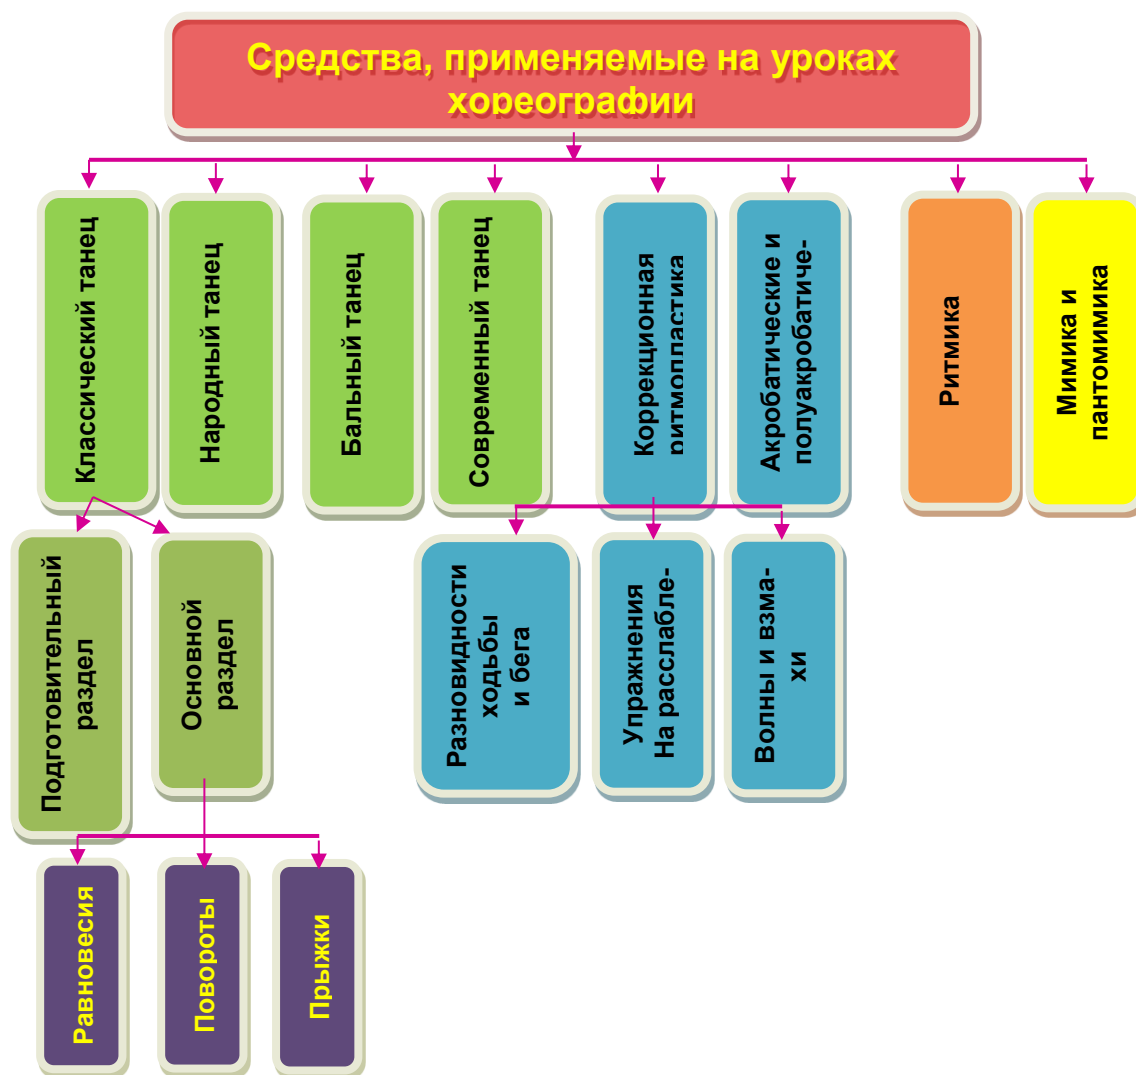 Средства, применяемые на уроках
хореографии
Классический танец
Народный танец
Бальный танец
Современный танец
Коррекционная
ритмопластика
Акробатические и
полуакробатиче-
Ритмика
Мимика и
пантомимика
Подготовительный
раздел
Основной
раздел
Разновидности
ходьбы
и бега
Упражнения
На расслабле-
Волны и взма-
хи
Равновесия
Повороты
Прыжки